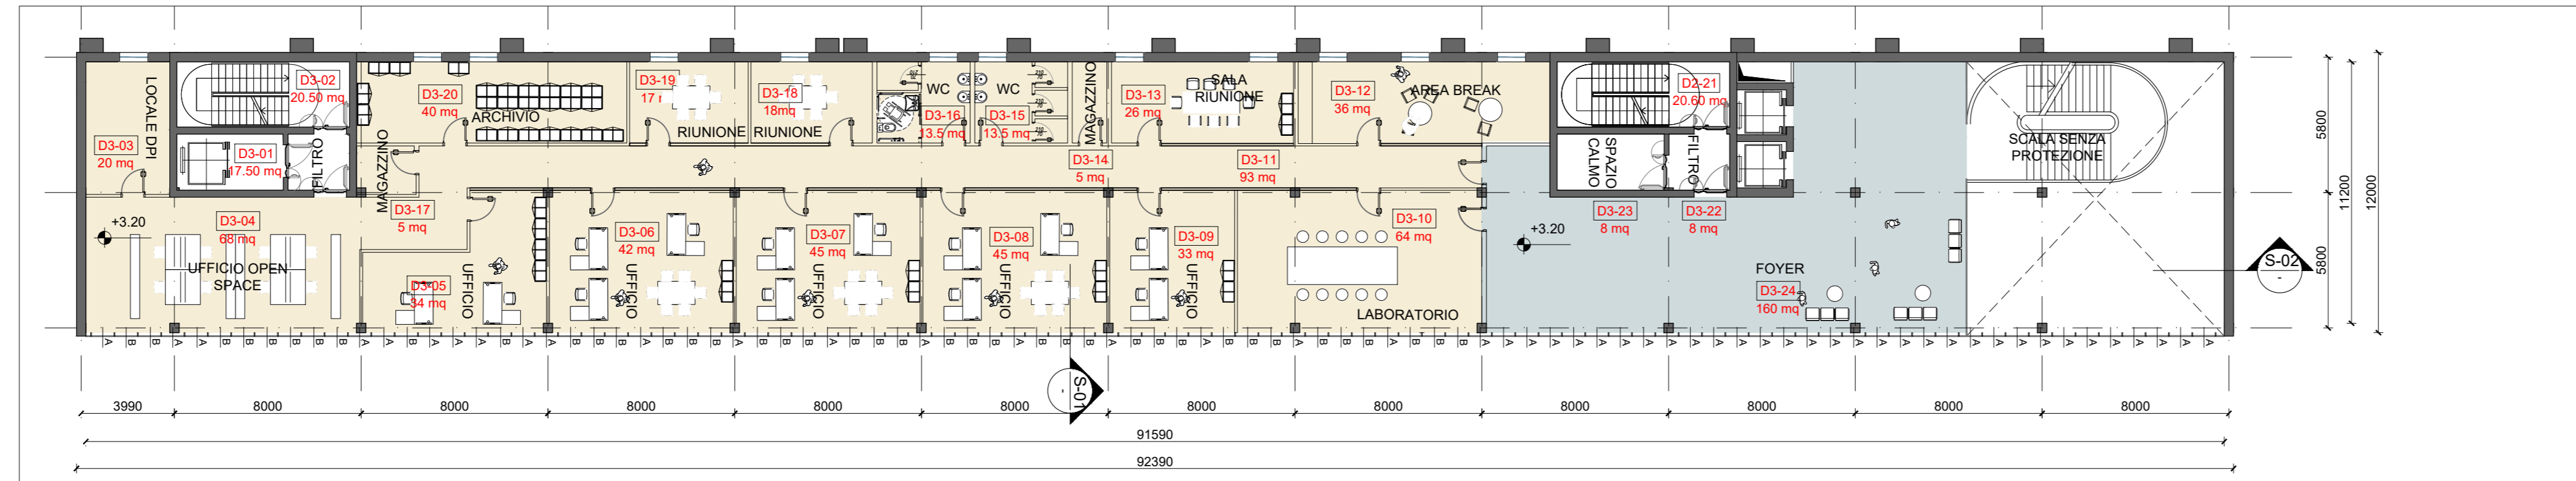 LOCALE DPI
D3-03
20 mq
D3-02
20.50 mq
D3-01
17.50 mq
FILTRO
MAGAZZINO
D3-20
40 mq
ARCHIVIO
D3-19
17
RIUNIONE
D3-18
18mq
RIUNIONE
WC
D3-16
13.5 mq
WC
D3-15
13.5 mq
MAGAZZINO
D3-14
5 mq
D3-13
26 mq
SALA
RIUNIONE
D3-11
93 mq
D3-12
36 mq
AREA BREAK
D2-21
20.60 mq
SPAZIO
CALMO
FILTRO
SCALA SENZA
PROTEZIONE
D3-17
5 mq
+3.20
D3-04
68 mq
UFFICIO OPEN
SPACE
D3-05
34 mq
UFFICIO
D3-06
42 mq
UFFICIO
D3-07
45 mq
UFFICIO
D3-08
45 mq
UFFICIO
D3-09
33 mq
UFFICIO
D3-10
64 mq
LABORATORIO
+3.20
D3-23
8 mq
D3-22
8 mq
FOYER
D3-24
160 mq
S-02
-
S-01
-
5800
5800
11200
12000
3990 8000 8000 8000 8000 8000 8000 8000 8000 8000 8000 8000
91590
92390